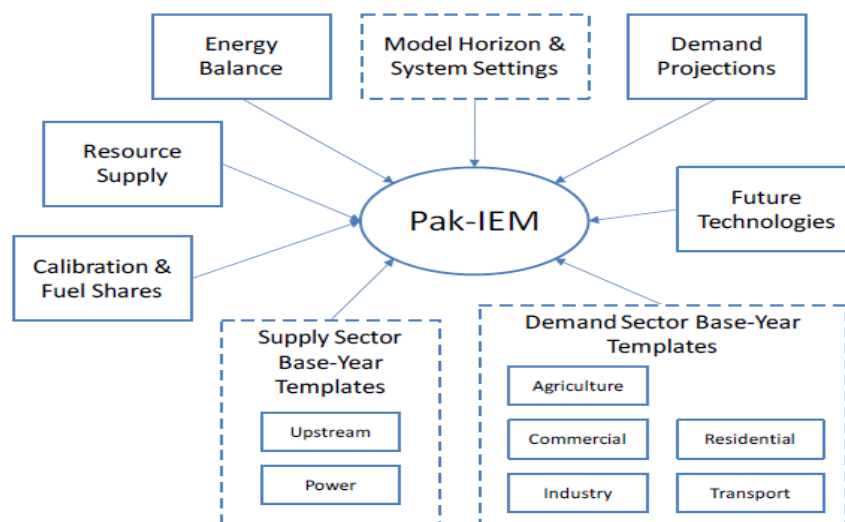 Energy
Balance
Model Horizon &
System Settings
Demand
Projections
Resource
Supply
Future
Technologies
Pak-IEM
Calibration &
Fuel Shares
Supply Sector
Base-Year
Templates
Upstream
Power
Demand Sector Base-Year
Templates
Agriculture
Commercial
Residential
Industry
Transport